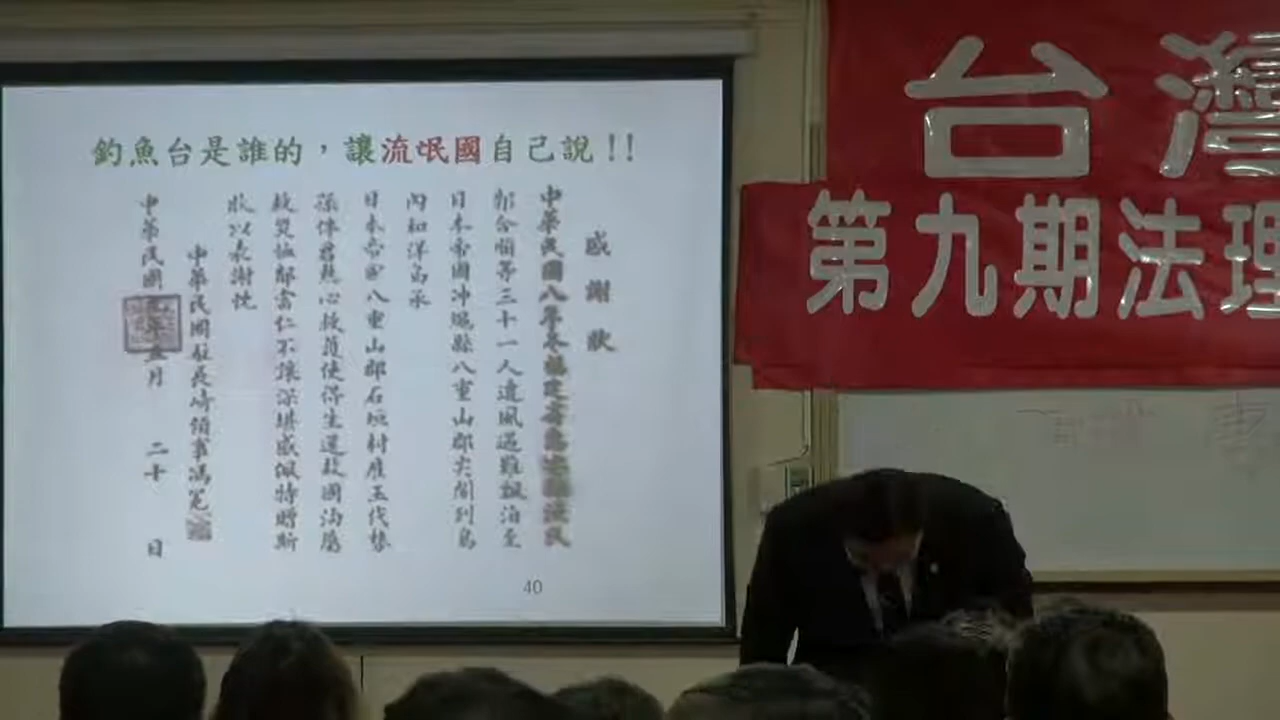 釣魚台是誰的，讓流氓國自己說！！
感謝狀
中華民國八年冬福建省惠安縣漁民
郭合順等三十一人遭風遇難飄泊至
日本帝國沖繩縣八重山郡尖閣列島
內和洋島承
日本帝國八重山郡石垣村雇玉代勢
孫伴君熱心救護使得生還故國洵屬
救災恤鄰當仁不讓深堪感佩特贈斯
狀以表謝忱
中華民國駐長崎領事馮冕
中華民國九年五月二十日
40
台灣
第九期法理